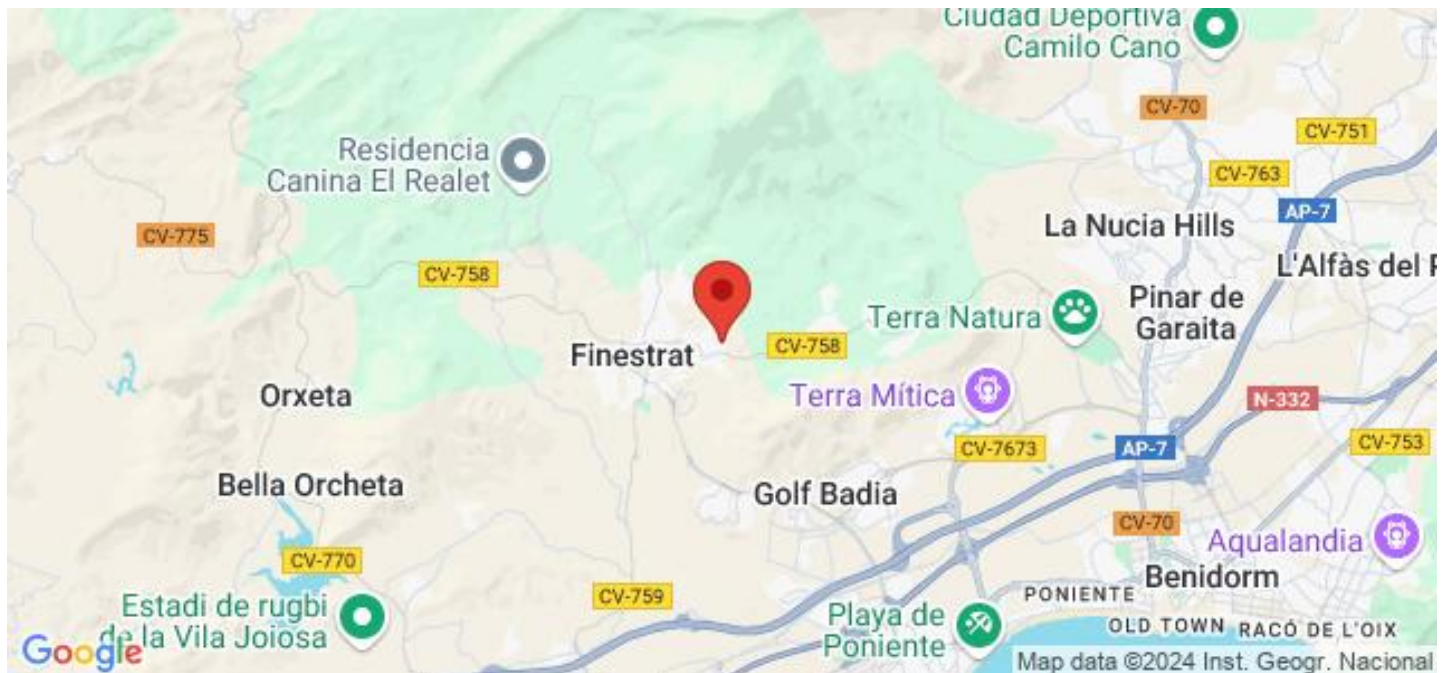 Ciudad Deportiva
Camilo Cano
CV-70
CV-751
Residencia
Canina El Realet
CV-763
AP-7
La Nucia Hills
CV-775
CV-758
L'Alfàs del P
Terra Natura
Pinar de
Garaita
Finestrat
CV-758
Orxeta
Terra Mítica
N-332
CV-7673
AP-7
CV-753
Bella Orcheta
Golf Badia
CV-70
Aqualandia
CV-770
Benidorm
CV-759
PONIENTE
Estadi de rugbi
de la Vila Joiosa
Playa de
Poniente
OLD TOWN
RACÓ DE L'OIX
Google
Map data ©2024 Inst. Geogr. Nacional